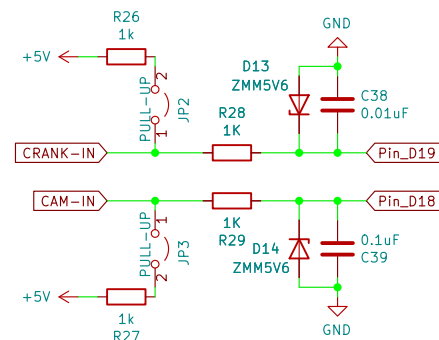 R26
1k
GND
+5V
PULL-UP
2
1
JP2
D13
ZMM5V6
C38
0.01uF
R28
1K
CRANK-IN
Pin_D19
CAM-IN
Pin_D18
1K
R29
PULL-UP
1
2
JP3
D14
ZMM5V6
0.1uF
C39
+5V
1k
R27
GND